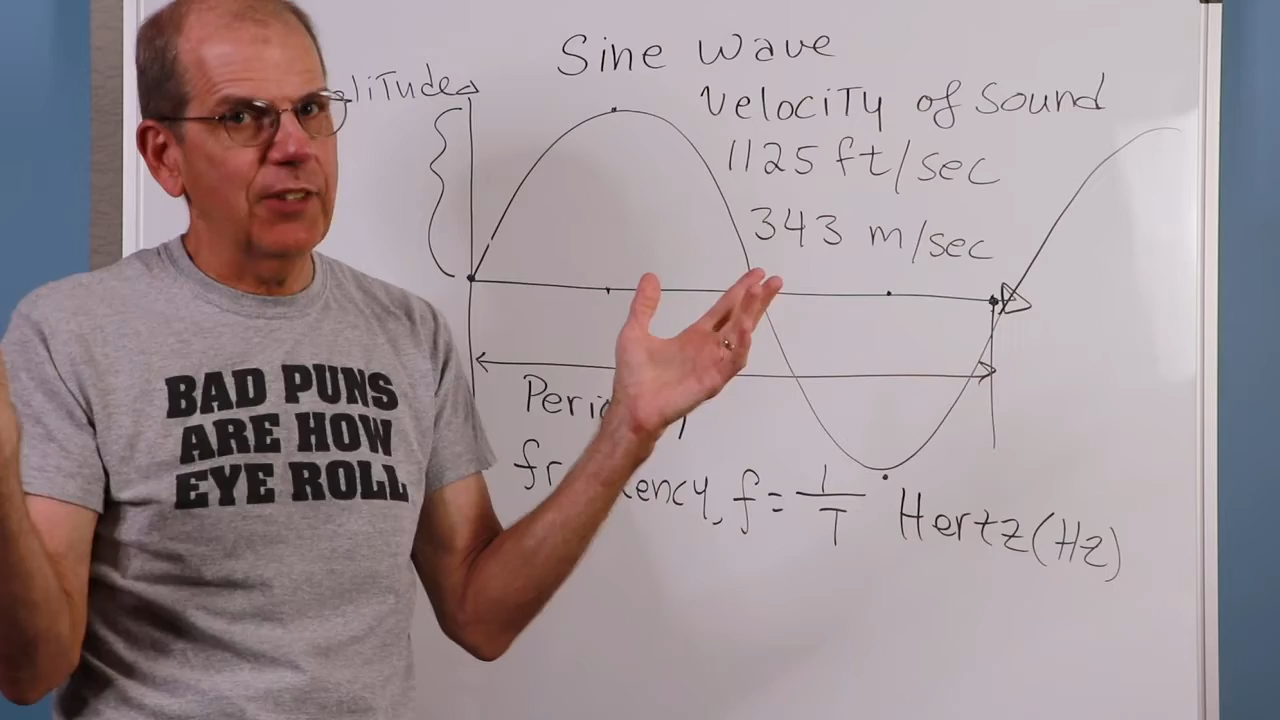 Sine Wave
Velocity of Sound
1125 ft/sec
343 m/sec
f = 1/T Hertz (Hz)
BAD PUNS
ARE HOW
EYE ROLL